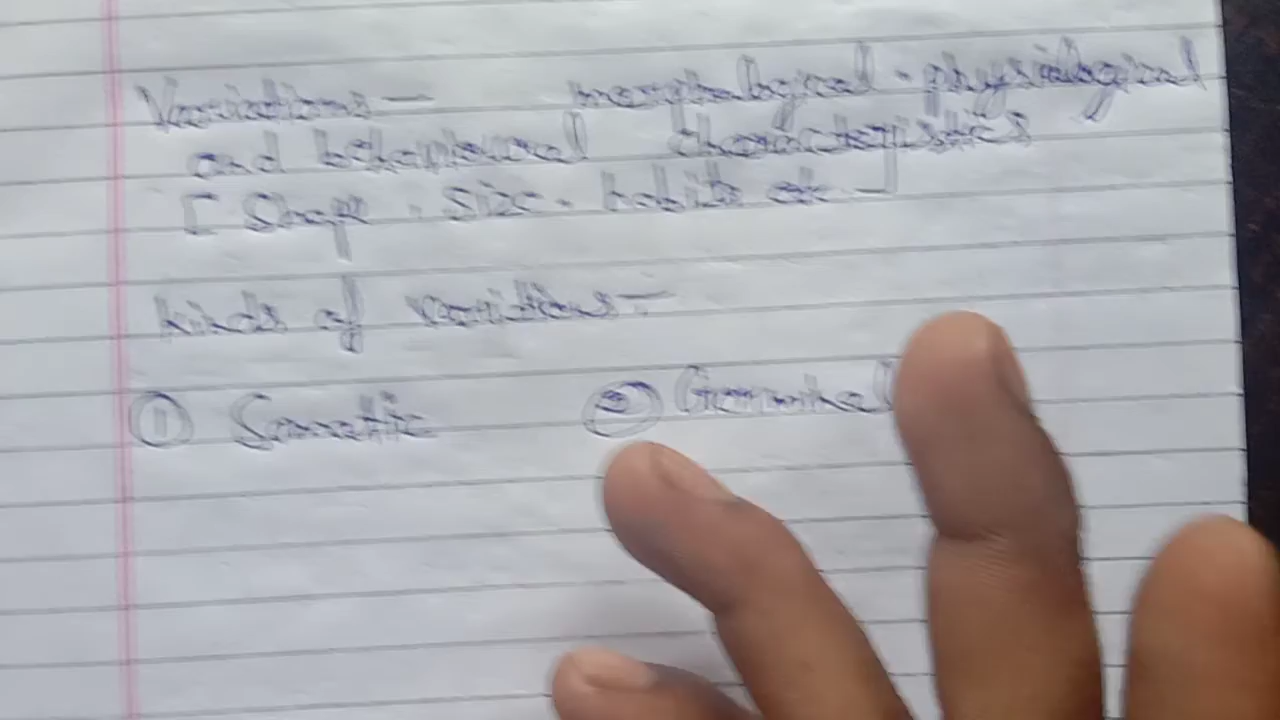 Variations — morphological, physiological
and behavioural characteristics
[ Shape, Size, habits etc ]
kinds of variations —
① Somatic ② Germinal